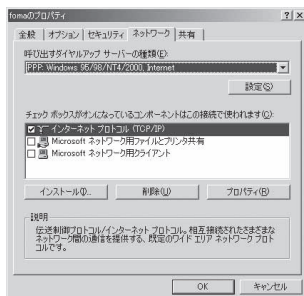 fomaのプロパティ
全般
オプション
セキュリティ
ネットワーク
共有
呼び出すダイヤルアップ サーバーの種類(E):
PPP: Windows 95/98/NT4/2000, Internet
設定(S)
チェック ボックスがオンになっているコンポーネントはこの接続で使われます(O):
インターネット プロトコル (TCP/IP)
Microsoft ネットワーク用ファイルとプリンタ共有
Microsoft ネットワーク用クライアント
インストール(I)...
削除(U)
プロパティ(R)
説明
伝送制御プロトコル/インターネット プロトコル。相互接続されたさまざまな
ネットワーク間の通信を提供する、既定のワイド エリア ネットワーク プロト
コルです。
OK
キャンセル